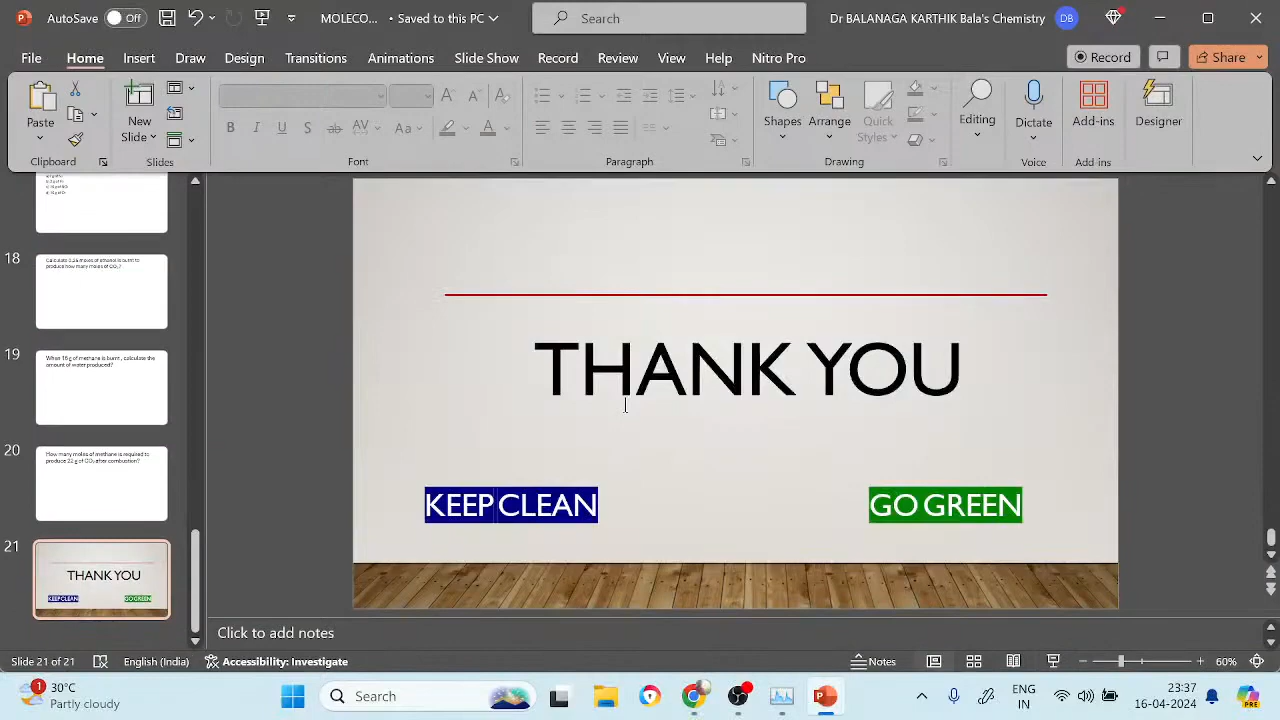 AutoSave Off MOLECO... • Saved to this PC Search Dr BALANAGA KARTHIK Bala's Chemistry DB
File Home Insert Draw Design Transitions Animations Slide Show Record Review View Help Nitro Pro Record Share
Paste New Slide Shapes Arrange Quick Styles Editing Dictate Add-ins Designer
Clipboard Slides Font Paragraph Drawing Voice Add-ins
18
Calculate 0.25 moles of ethanol is burnt to
produce how many moles of CO₂?
19
When 16 g of methane is burnt, calculate the
amount of water produced?
20
How many moles of methane is required to
produce 22 g of CO₂ after combustion?
21
THANK YOU
KEEP CLEAN GO GREEN
THANK YOU
KEEP CLEAN GO GREEN
Click to add notes
Slide 21 of 21 English (India) Accessibility: Investigate Notes 60%
1 30°C
Partly cloudy
Search
ENG
IN
23:37
16-04-2024
PRE